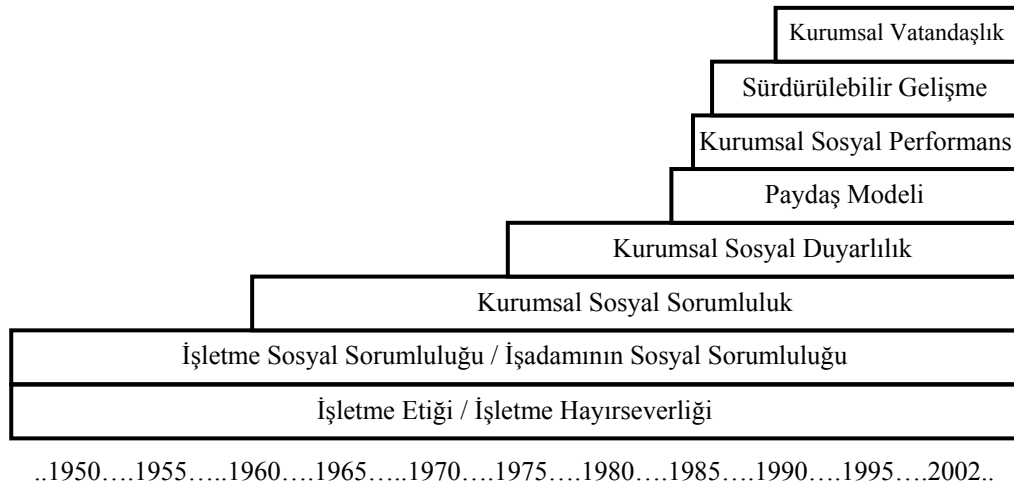 Kurumsal Vatandaşlık
Sürdürülebilir Gelişme
Kurumsal Sosyal Performans
Paydaş Modeli
Kurumsal Sosyal Duyarlılık
Kurumsal Sosyal Sorumluluk
İşletme Sosyal Sorumluluğu / İşadamının Sosyal Sorumluluğu
İşletme Etiği / İşletme Hayırseverliği
..1950….1955…..1960….1965…..1970….1975….1980….1985….1990….1995….2002..